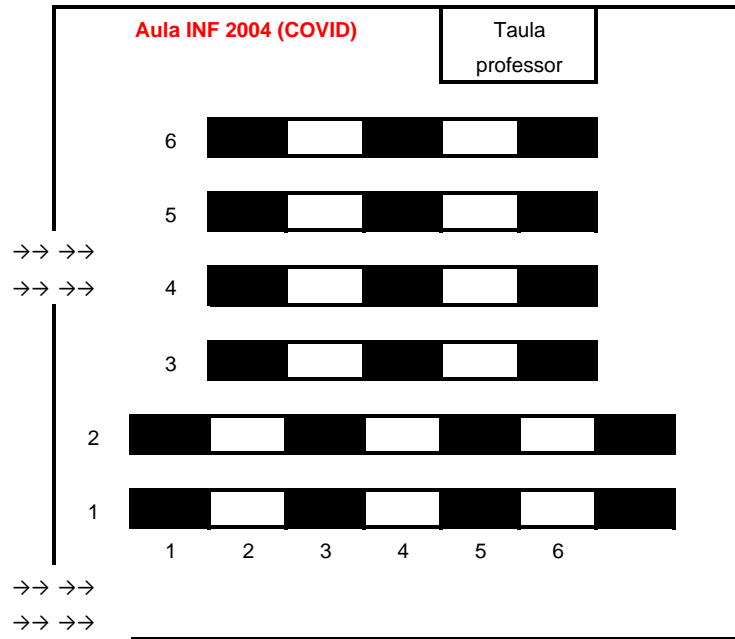 Aula INF 2004 (COVID)
Taula
professor
6
5
→→ →→
→→ →→
4
3
2
1
1 2 3 4 5 6
→→ →→
→→ →→